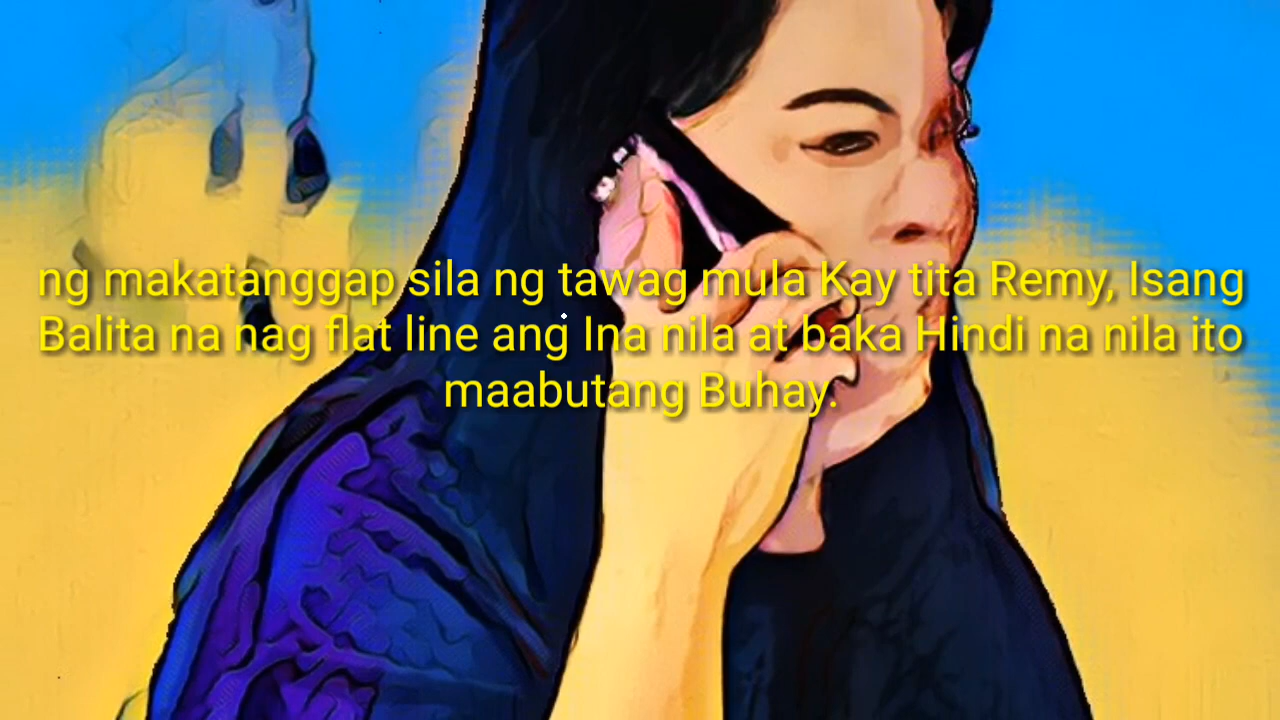 ng makatanggap sila ng tawag mula Kay tita Remy, Isang
Balita na nag flat line ang Ina nila at baka Hindi na nila ito
maabutang Buhay.